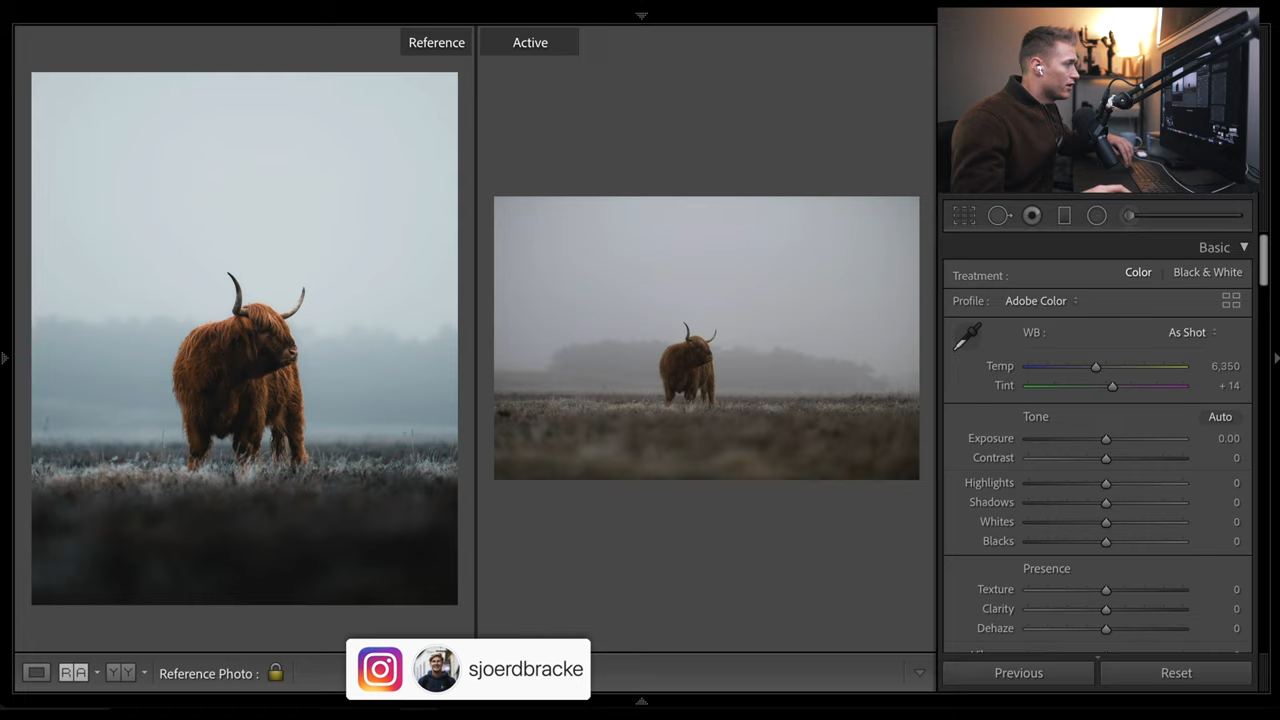 Reference
Active
Basic
Treatment :
Color
Black & White
Profile :
Adobe Color
WB :
As Shot
Temp
6,350
Tint
+ 14
Tone
Auto
Exposure
0.00
Contrast
0
Highlights
0
Shadows
0
Whites
0
Blacks
0
Presence
Texture
0
Clarity
0
Dehaze
0
R A
Y Y
Reference Photo :
sjoerdbracke
Previous
Reset